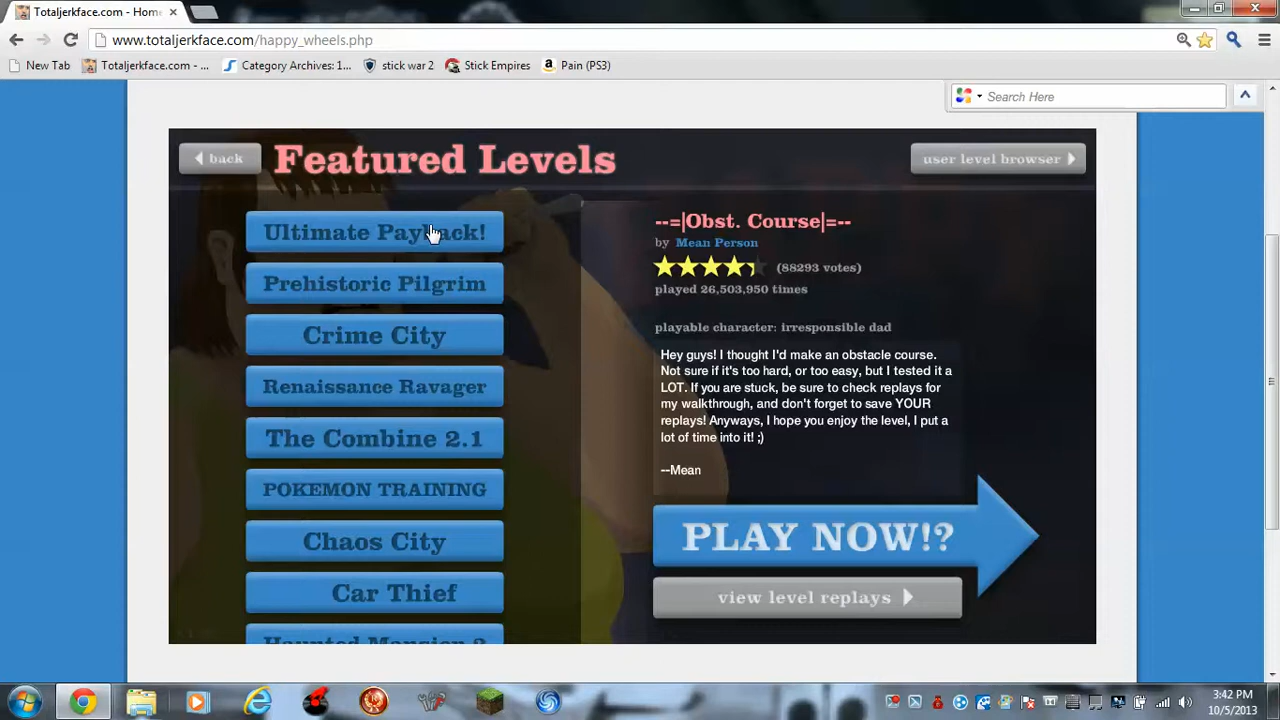 Totaljerkface.com - Home
www.totaljerkface.com/happy_wheels.php
New Tab
Totaljerkface.com - ...
Category Archives: 1...
stick war 2
Stick Empires
Pain (PS3)
Search Here
back
Featured Levels
user level browser
Ultimate Payback!
Prehistoric Pilgrim
Crime City
Renaissance Ravager
The Combine 2.1
POKEMON TRAINING
Chaos City
Car Thief
Haunted Mansion 2
--=|Obst. Course|=--
by Mean Person
(88293 votes)
played 26,503,950 times
playable character: irresponsible dad
Hey guys! I thought I'd make an obstacle course.
Not sure if it's too hard, or too easy, but I tested it a
LOT. If you are stuck, be sure to check replays for
my walkthrough, and don't forget to save YOUR
replays! Anyways, I hope you enjoy the level, I put a
lot of time into it! ;)
--Mean
PLAY NOW!?
view level replays
3:42 PM
10/5/2013